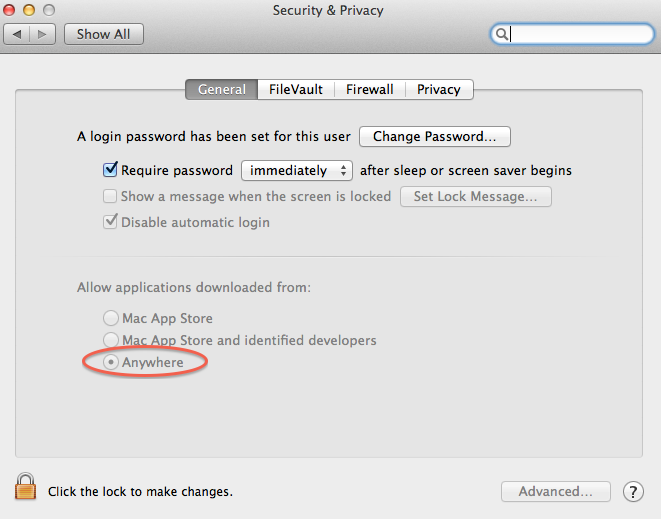 Security & Privacy
Show All
General FileVault Firewall Privacy
A login password has been set for this user Change Password...
Require password immediately after sleep or screen saver begins
Show a message when the screen is locked Set Lock Message...
Disable automatic login
Allow applications downloaded from:
Mac App Store
Mac App Store and identified developers
Anywhere
Click the lock to make changes. Advanced... ?